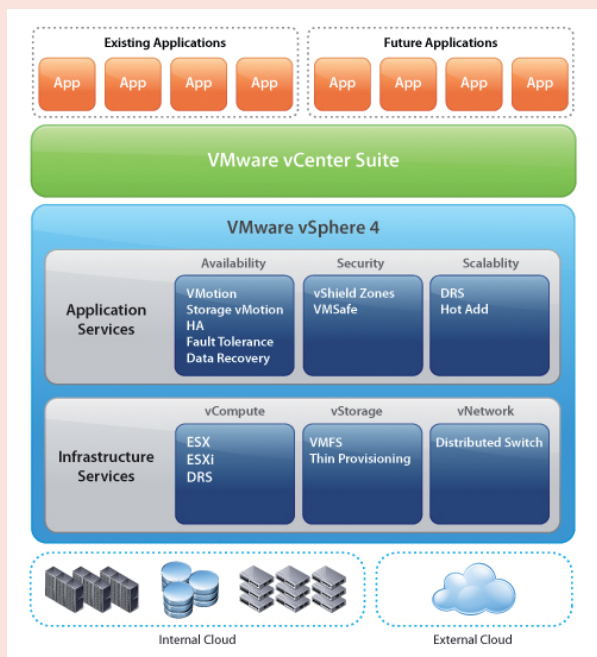 Existing Applications
Future Applications
App App App App
App App App App
VMware vCenter Suite
VMware vSphere 4
Application
Services
Availability
VMotion
Storage vMotion
HA
Fault Tolerance
Data Recovery
Security
vShield Zones
VMSafe
Scalablity
DRS
Hot Add
Infrastructure
Services
vCompute
ESX
ESXi
DRS
vStorage
VMFS
Thin Provisioning
vNetwork
Distributed Switch
Internal Cloud
External Cloud